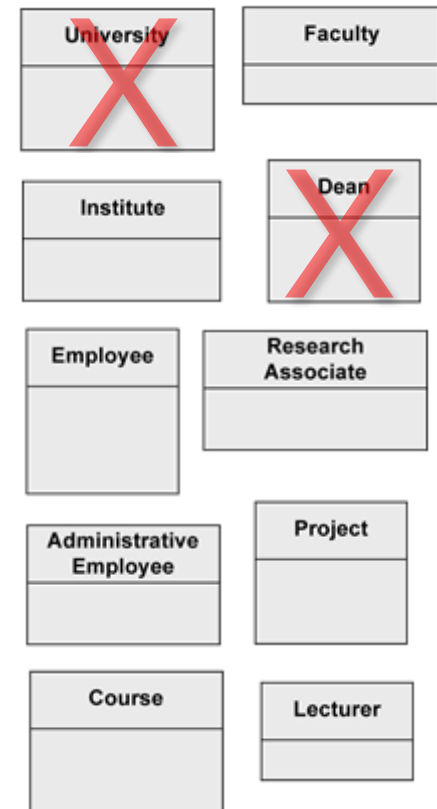 University
Faculty
Institute
Dean
Employee
Research
Associate
Administrative
Employee
Project
Course
Lecturer